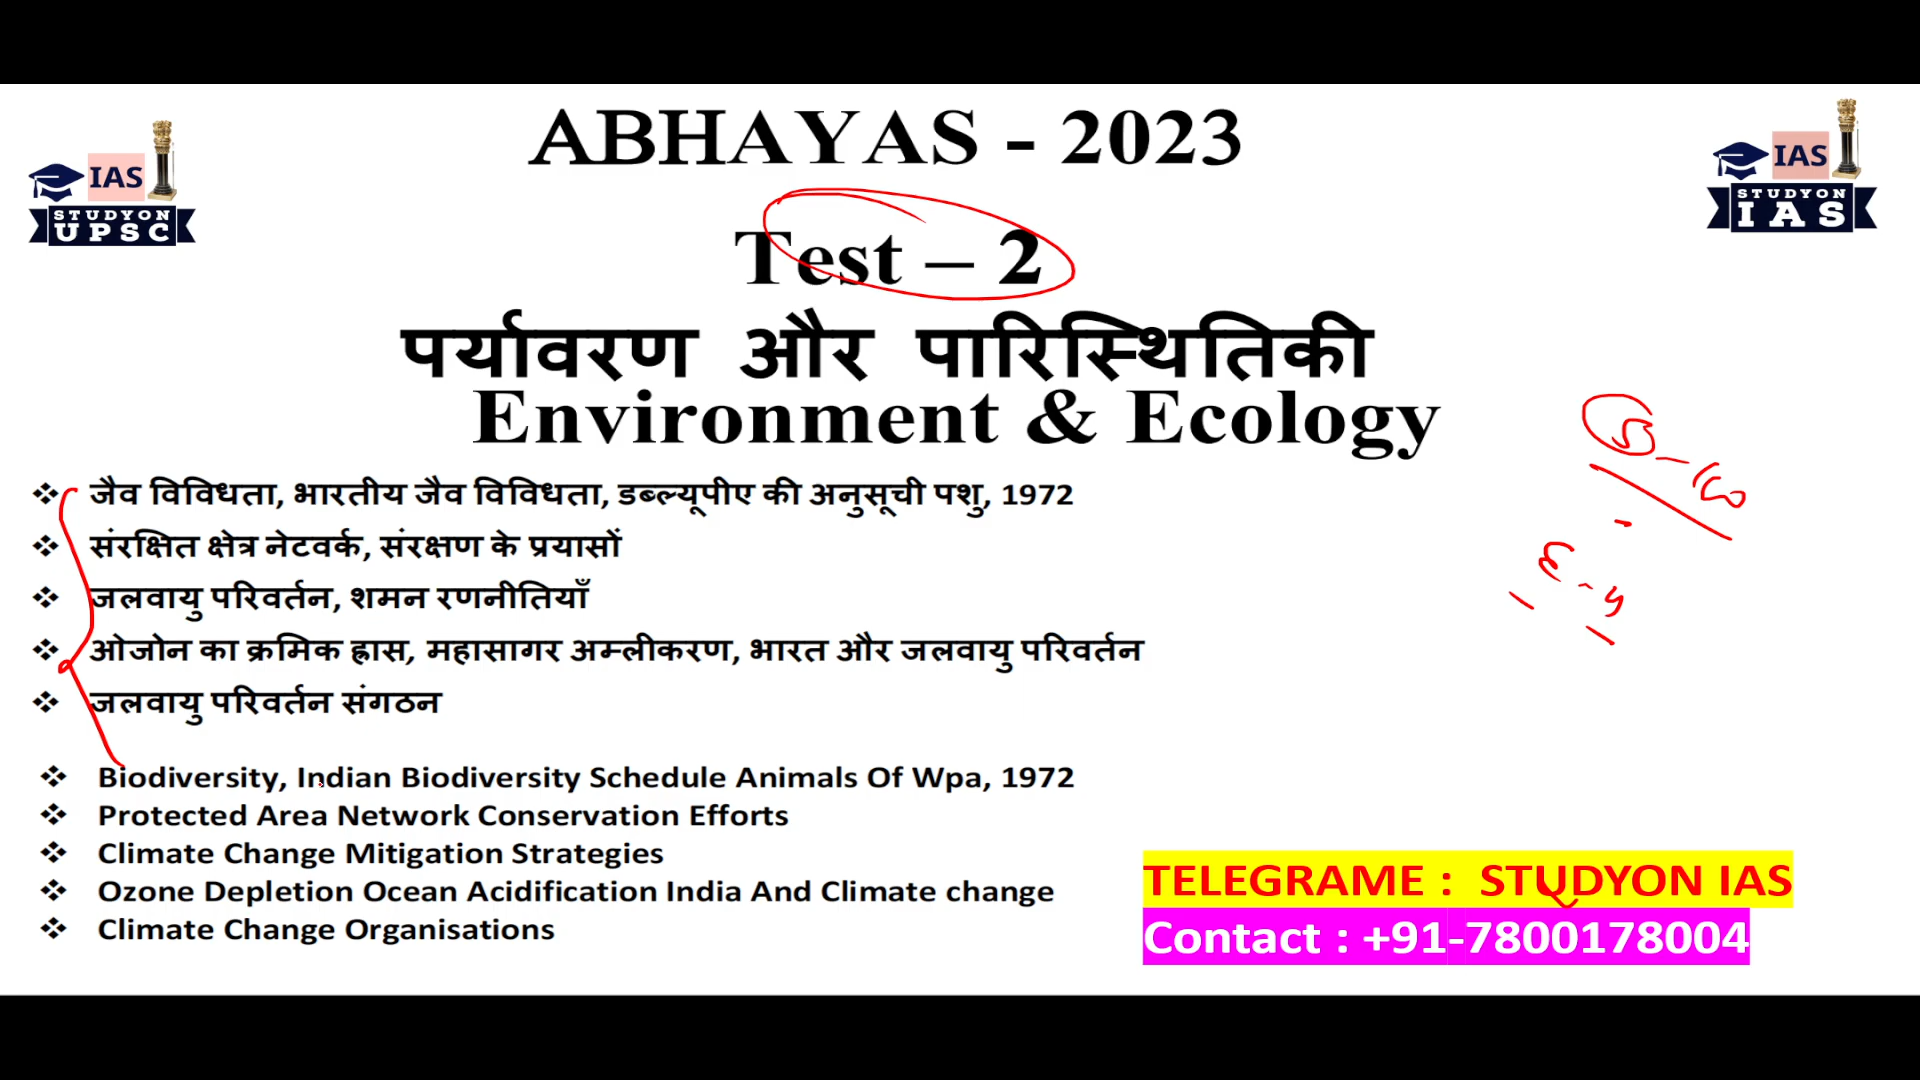 ABHAYAS - 2023
IAS
STUDYON
UPSC
IAS
STUDYON
IAS
Test – 2
पर्यावरण और पारिस्थितिकी
Environment & Ecology
❖ जैव विविधता, भारतीय जैव विविधता, डब्ल्यूपीए की अनुसूची पशु, 1972
❖ संरक्षित क्षेत्र नेटवर्क, संरक्षण के प्रयासों
❖ जलवायु परिवर्तन, शमन रणनीतियाँ
❖ ओजोन का क्रमिक ह्रास, महासागर अम्लीकरण, भारत और जलवायु परिवर्तन
❖ जलवायु परिवर्तन संगठन
❖ Biodiversity, Indian Biodiversity Schedule Animals Of Wpa, 1972
❖ Protected Area Network Conservation Efforts
❖ Climate Change Mitigation Strategies
❖ Ozone Depletion Ocean Acidification India And Climate change
❖ Climate Change Organisations
TELEGRAME : STUDYON IAS
Contact : +91-7800178004